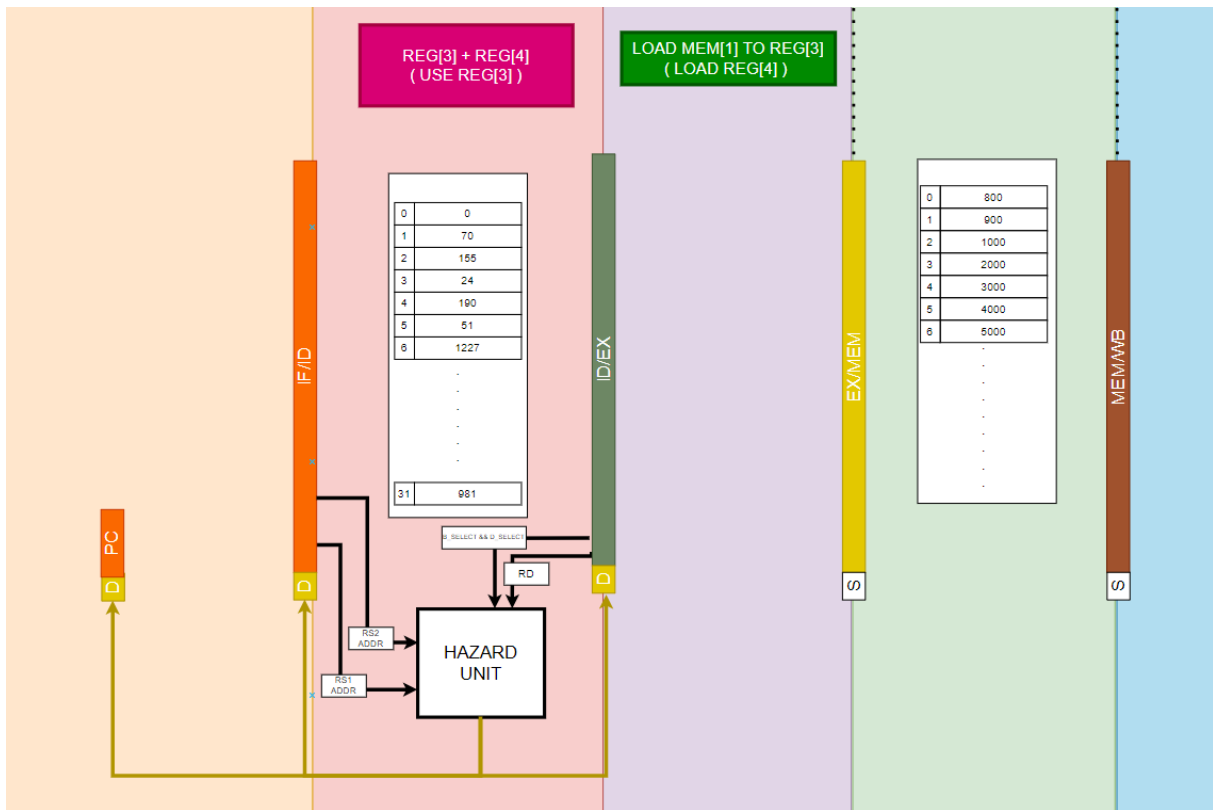 REG[3] + REG[4]
( USE REG[3] )
LOAD MEM[1] TO REG[3]
( LOAD REG[4] )
0 0
1 70
2 155
3 24
4 190
5 51
6 1227
31 981
0 800
1 900
2 1000
3 2000
4 3000
5 4000
6 5000
IF/ID
ID/EX
EX/MEM
MEM/WB
PC
D
D
D
S
S
B_SELECT && D_SELECT
RD
RS2
ADDR
RS1
ADDR
HAZARD
UNIT